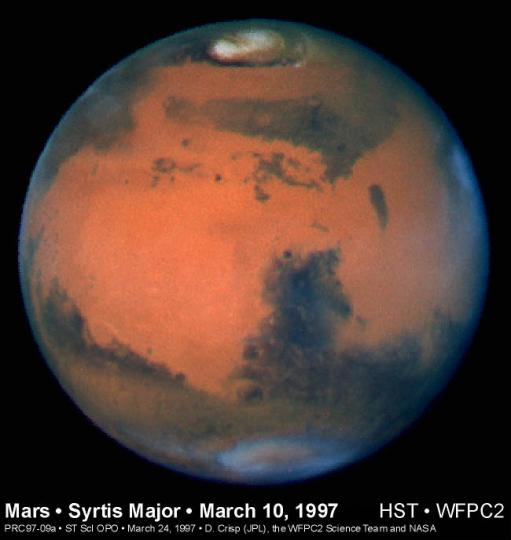 Mars • Syrtis Major • March 10, 1997 HST • WFPC2
PRC97-09a • ST ScI OPO • March 24, 1997 • D. Crisp (JPL), the WFPC2 Science Team and NASA